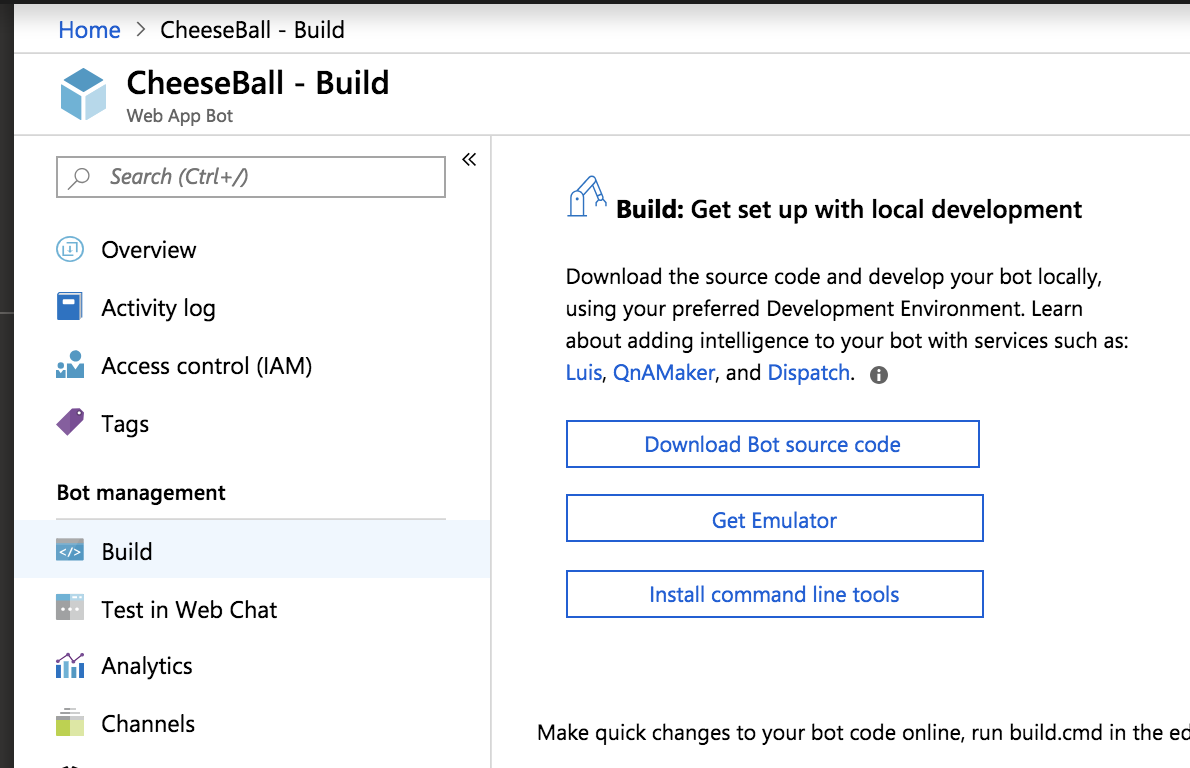 Home > CheeseBall - Build
CheeseBall - Build
Web App Bot
Search (Ctrl+/)
«
Overview
Activity log
Access control (IAM)
Tags
Bot management
Build
Test in Web Chat
Analytics
Channels
Build: Get set up with local development
Download the source code and develop your bot locally,
using your preferred Development Environment. Learn
about adding intelligence to your bot with services such as:
Luis, QnAMaker, and Dispatch.
Download Bot source code
Get Emulator
Install command line tools
Make quick changes to your bot code online, run build.cmd in the ed